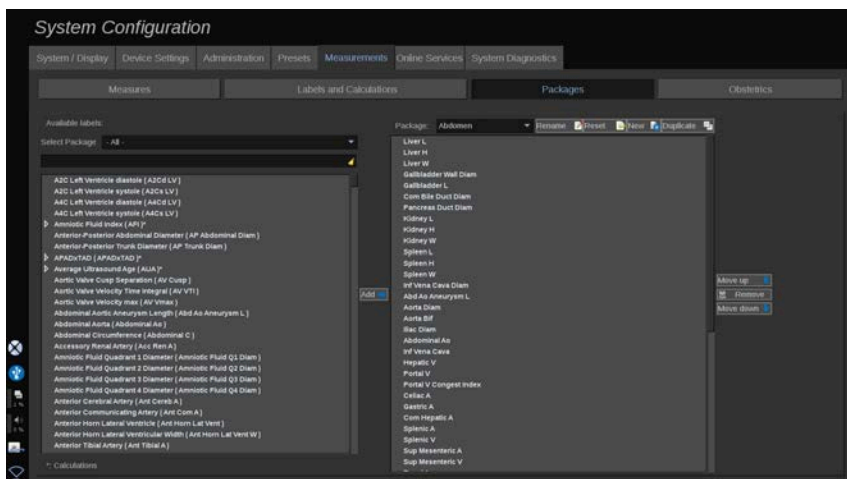 System Configuration
System / Display Device Settings Administration Presets Measurements Online Services System Diagnostics
Measures Labels and Calculations Packages Obstetrics
Available labels:
Select Package - All -
A2C Left Ventricle diastole ( A2Cd LV )
A2C Left Ventricle systole ( A2Cs LV )
A4C Left Ventricle diastole ( A4Cd LV )
A4C Left Ventricle systole ( A4Cs LV )
Amniotic Fluid Index ( AFI )*
Anterior-Posterior Abdominal Diameter ( AP Abdominal Diam )
Anterior-Posterior Trunk Diameter ( AP Trunk Diam )
APADxTAD ( APADxTAD )*
Average Ultrasound Age ( AUA )*
Aortic Valve Cusp Separation ( AV Cusp )
Aortic Valve Velocity Time Integral ( AV VTI )
Aortic Valve Velocity max ( AV Vmax )
Abdominal Aortic Aneurysm Length ( Abd Ao Aneurysm L )
Abdominal Aorta ( Abdominal Ao )
Abdominal Circumference ( Abdominal C )
Accessory Renal Artery ( Acc Ren A )
Amniotic Fluid Quadrant 1 Diameter ( Amniotic Fluid Q1 Diam )
Amniotic Fluid Quadrant 2 Diameter ( Amniotic Fluid Q2 Diam )
Amniotic Fluid Quadrant 3 Diameter ( Amniotic Fluid Q3 Diam )
Amniotic Fluid Quadrant 4 Diameter ( Amniotic Fluid Q4 Diam )
Anterior Cerebral Artery ( Ant Cereb A )
Anterior Communicating Artery ( Ant Com A )
Anterior Horn Lateral Ventricle ( Ant Horn Lat Vent )
Anterior Horn Lateral Ventricular Width ( Ant Horn Lat Vent W )
Anterior Tibial Artery ( Ant Tibial A )
*: Calculations
Add
Package: Abdomen Rename Reset New Duplicate
Liver L
Liver H
Liver W
Gallbladder Wall Diam
Gallbladder L
Com Bile Duct Diam
Pancreas Duct Diam
Kidney L
Kidney H
Kidney W
Spleen L
Spleen H
Spleen W
Inf Vena Cava Diam
Abd Ao Aneurysm L
Aorta Diam
Aorta Bif
Iliac Diam
Abdominal Ao
Inf Vena Cava
Hepatic V
Portal V
Portal V Congest Index
Celiac A
Gastric A
Com Hepatic A
Splenic A
Splenic V
Sup Mesenteric A
Sup Mesenteric V
Move up
Remove
Move down